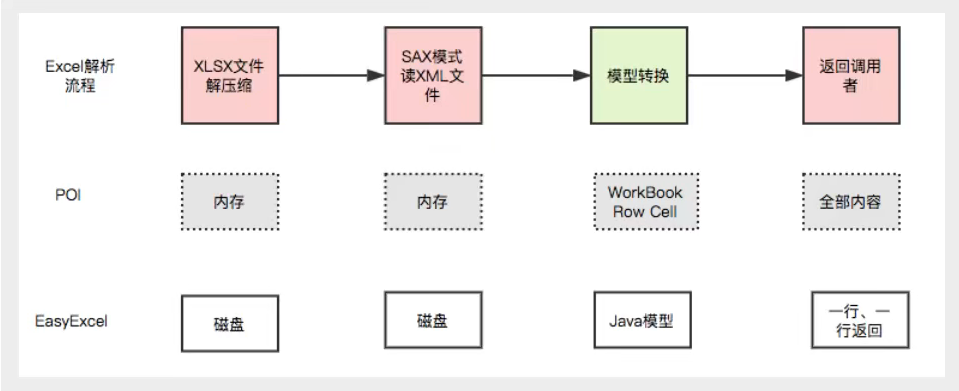 Excel解析
流程
XLSX文件
解压缩
SAX模式
读XML文
件
模型转换
返回调用
者
POI
内存
内存
WorkBook
Row Cell
全部内容
EasyExcel
磁盘
磁盘
Java模型
一行、一
行返回